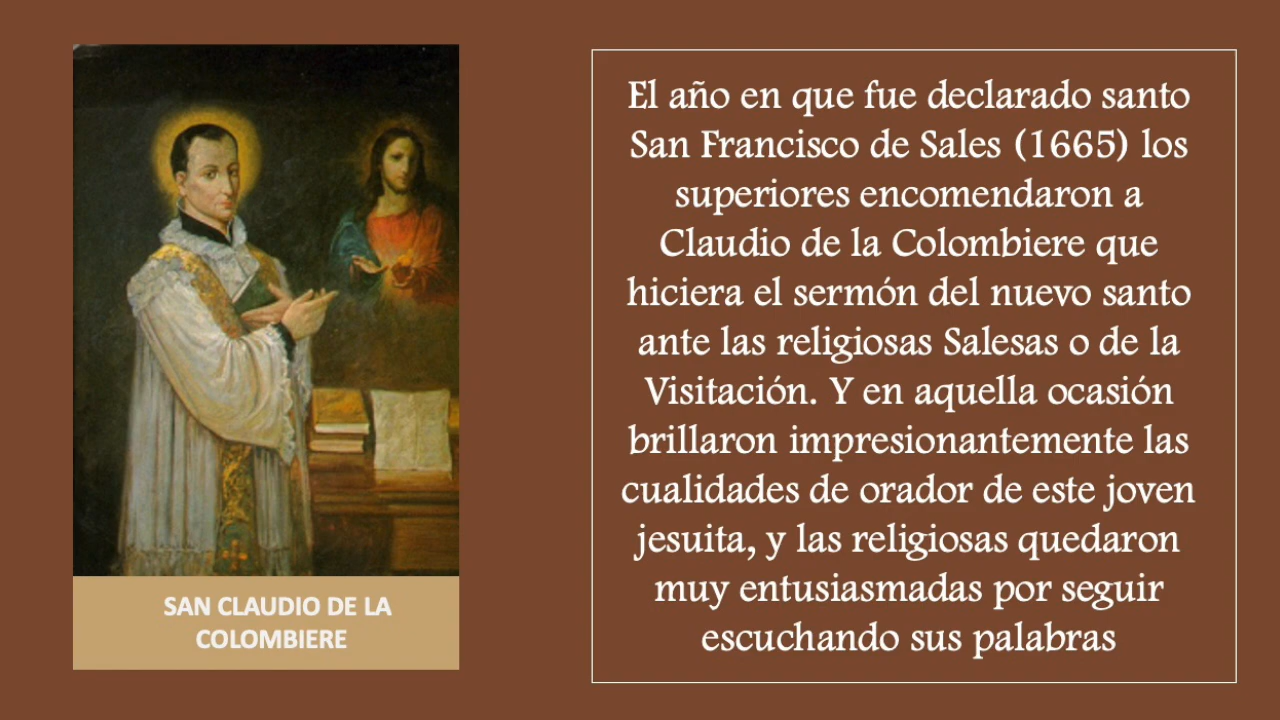 SAN CLAUDIO DE LA
COLOMBIERE
El año en que fue declarado santo
San Francisco de Sales (1665) los
superiores encomendaron a
Claudio de la Colombiere que
hiciera el sermón del nuevo santo
ante las religiosas Salesas o de la
Visitación. Y en aquella ocasión
brillaron impresionantemente las
cualidades de orador de este joven
jesuita, y las religiosas quedaron
muy entusiasmadas por seguir
escuchando sus palabras